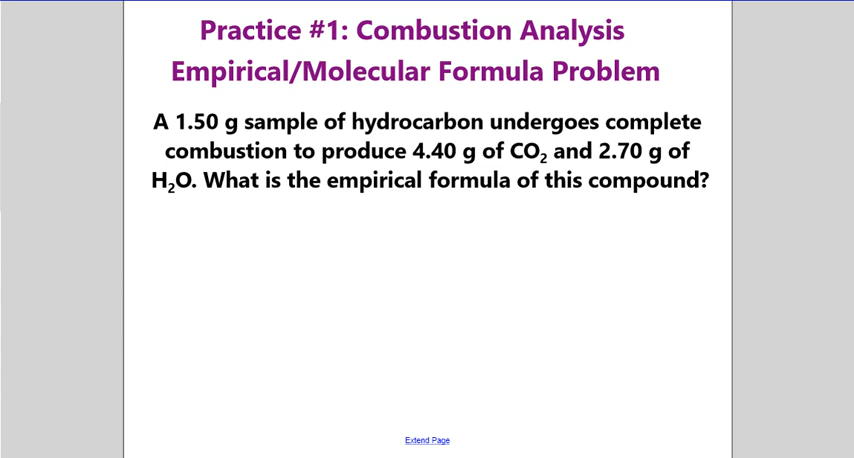 Practice #1: Combustion Analysis
Empirical/Molecular Formula Problem
A 1.50 g sample of hydrocarbon undergoes complete
combustion to produce 4.40 g of CO₂ and 2.70 g of
H₂O. What is the empirical formula of this compound?
Extend Page